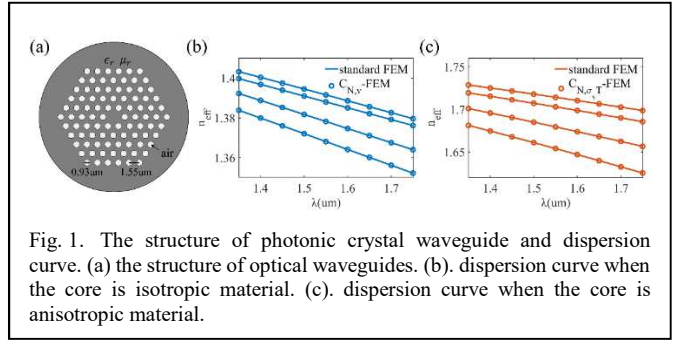 (a)
ϵr μr
air
0.93um
1.55um
(b)
standard FEM
CN,ν-FEM
1.4
neff
1.38
1.36
1.4 1.5 1.6 1.7
λ(um)
(c)
1.75
standard FEM
CN,σvT-FEM
neff
1.7
1.65
1.4 1.5 1.6 1.7
λ(um)
Fig. 1. The structure of photonic crystal waveguide and dispersion
curve. (a) the structure of optical waveguides. (b). dispersion curve when
the core is isotropic material. (c). dispersion curve when the core is
anisotropic material.